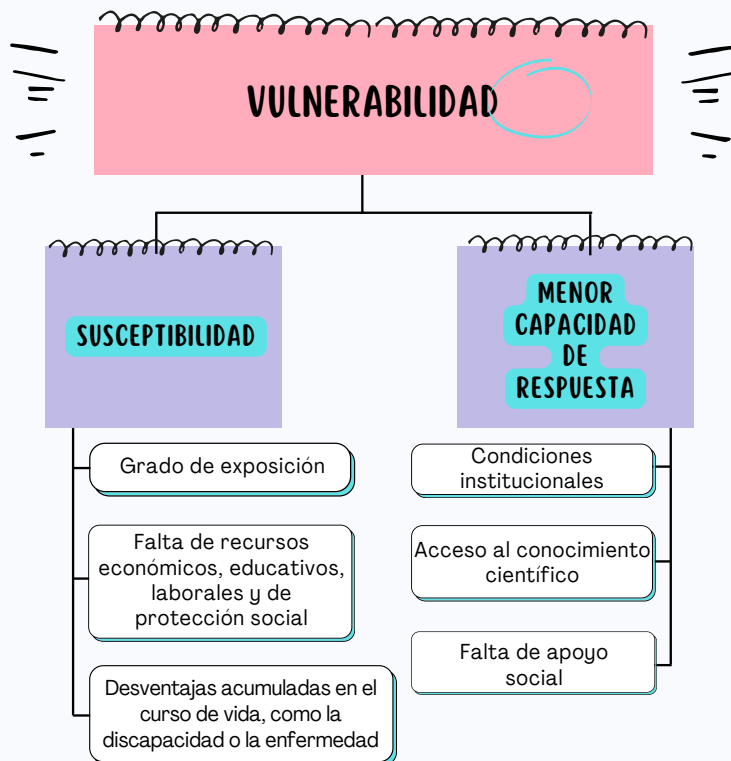 VULNERABILIDAD
SUSCEPTIBILIDAD
Grado de exposición
Falta de recursos
económicos, educativos,
laborales y de
protección social
Desventajas acumuladas en el
curso de vida, como la
discapacidad o la enfermedad
MENOR
CAPACIDAD
DE
RESPUESTA
Condiciones
institucionales
Acceso al conocimiento
científico
Falta de apoyo
social